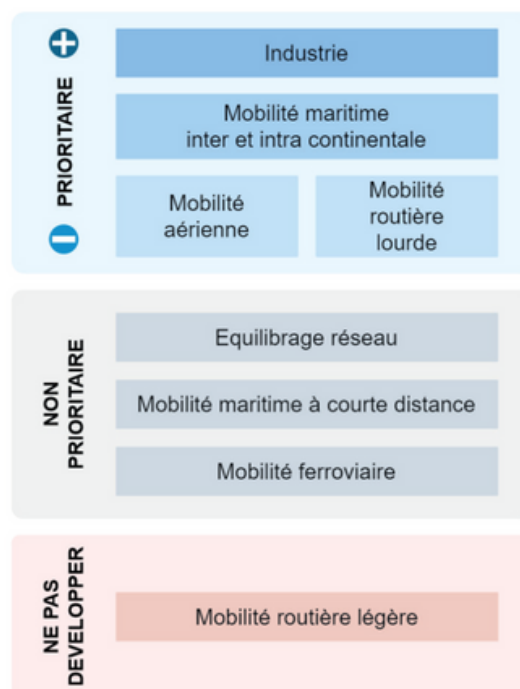 PRIORITAIRE
Industrie
Mobilité maritime
inter et intra continentale
Mobilité
aérienne
Mobilité
routière
lourde
NON
PRIORITAIRE
Equilibrage réseau
Mobilité maritime à courte distance
Mobilité ferroviaire
NE PAS
DEVELOPPER
Mobilité routière légère